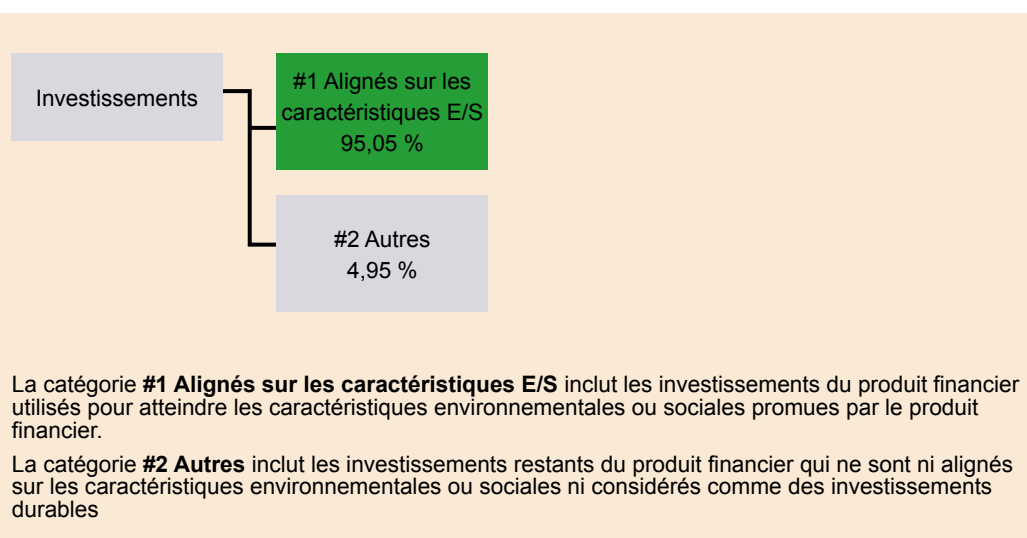 Investissements
#1 Alignés sur les
caractéristiques E/S
95,05 %
#2 Autres
4,95 %
La catégorie #1 Alignés sur les caractéristiques E/S inclut les investissements du produit financier
utilisés pour atteindre les caractéristiques environnementales ou sociales promues par le produit
financier.
La catégorie #2 Autres inclut les investissements restants du produit financier qui ne sont ni alignés
sur les caractéristiques environnementales ou sociales ni considérés comme des investissements
durables